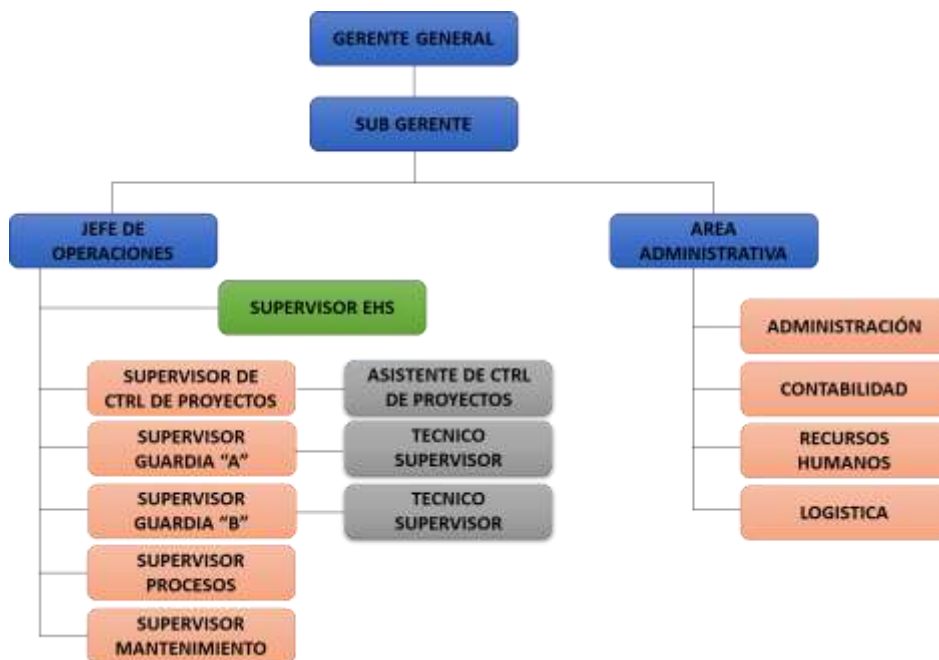 GERENTE GENERAL
SUB GERENTE
JEFE DE
OPERACIONES
AREA
ADMINISTRATIVA
SUPERVISOR EHS
ADMINISTRACIÓN
SUPERVISOR DE
CTRL DE PROYECTOS
ASISTENTE DE CTRL
DE PROYECTOS
CONTABILIDAD
SUPERVISOR
GUARDIA “A”
TECNICO
SUPERVISOR
RECURSOS
HUMANOS
SUPERVISOR
GUARDIA “B”
TECNICO
SUPERVISOR
LOGISTICA
SUPERVISOR
PROCESOS
SUPERVISOR
MANTENIMIENTO